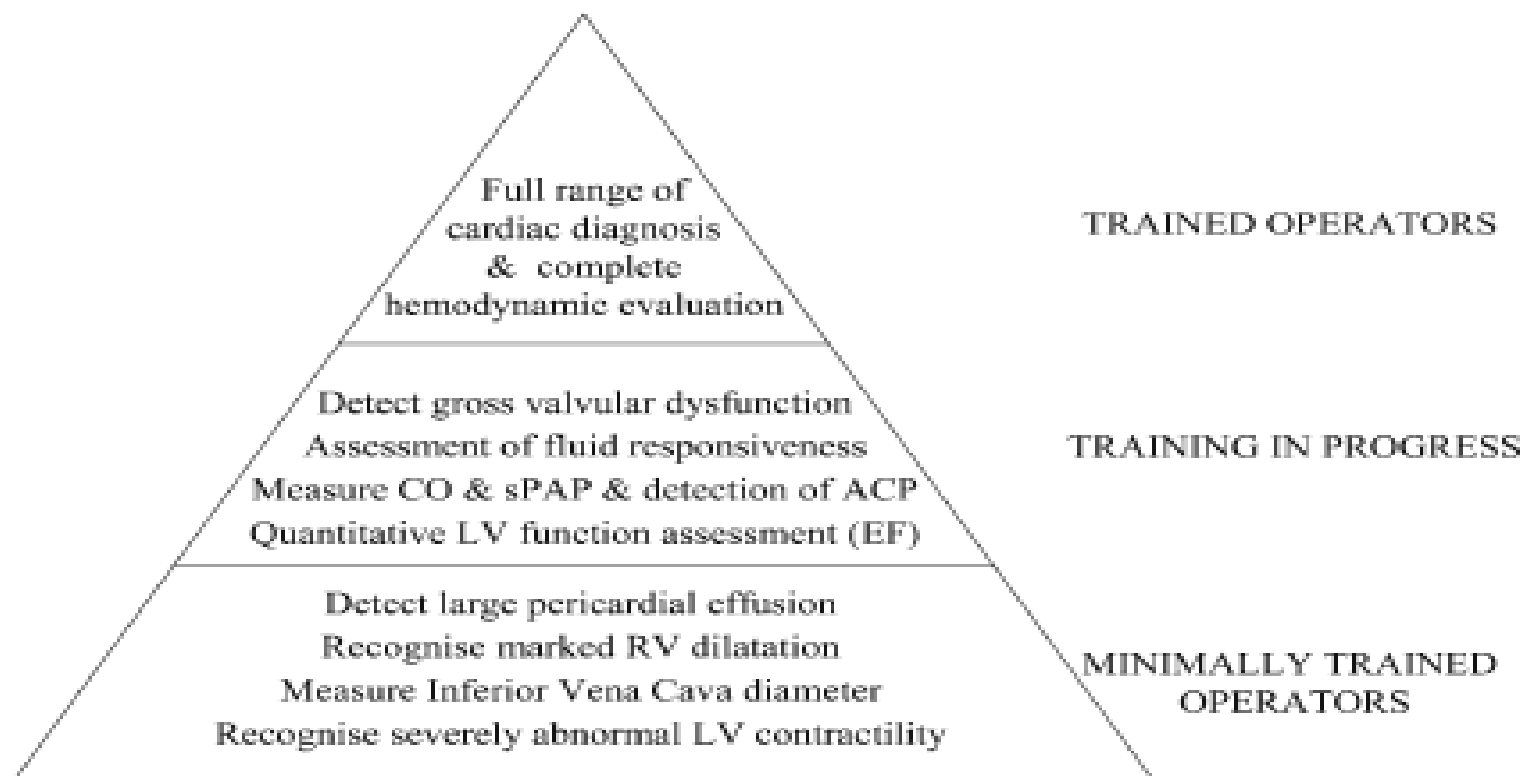 Full range of
cardiac diagnosis
& complete
hemodynamic evaluation
TRAINED OPERATORS
Detect gross valvular dysfunction
Assessment of fluid responsiveness
Measure CO & sPAP & detection of ACP
Quantitative LV function assessment (EF)
TRAINING IN PROGRESS
Detect large pericardial effusion
Recognise marked RV dilatation
Measure Inferior Vena Cava diameter
Recognise severely abnormal LV contractility
MINIMALLY TRAINED
OPERATORS